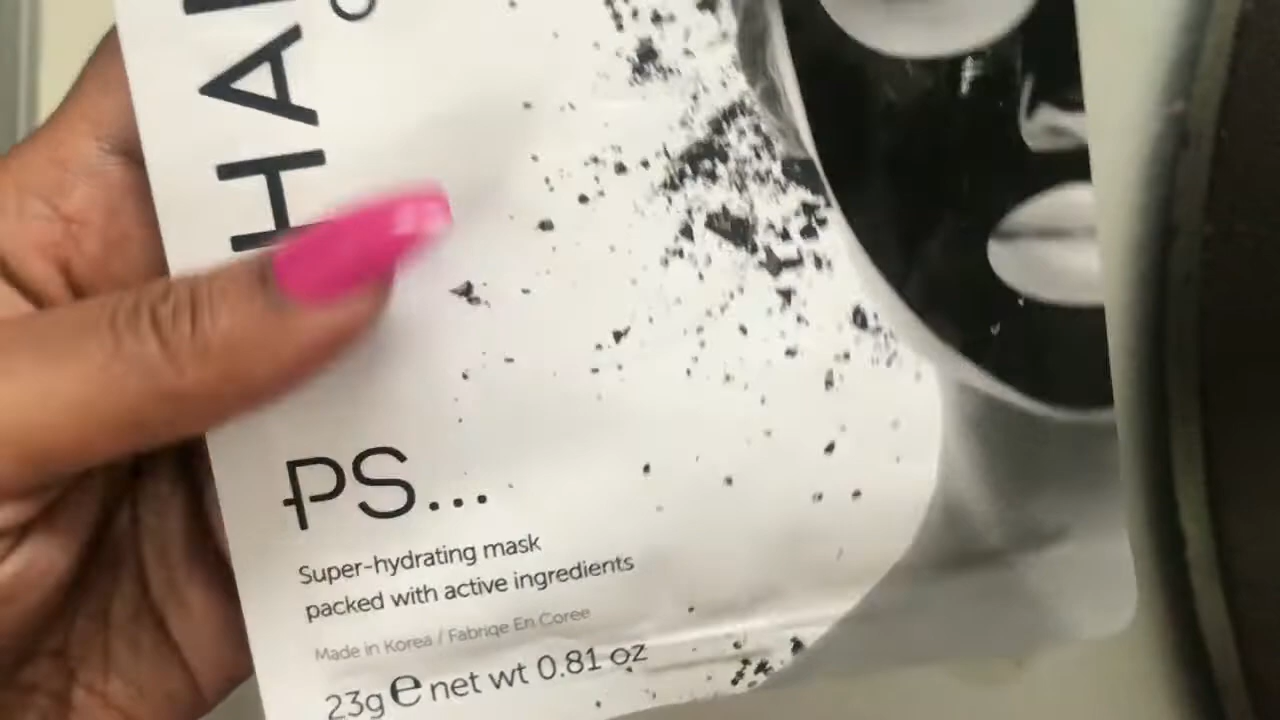 HA
PS...
Super-hydrating mask
packed with active ingredients
Made in Korea / Fabriqe En Coree
23g e net wt 0.81 oz